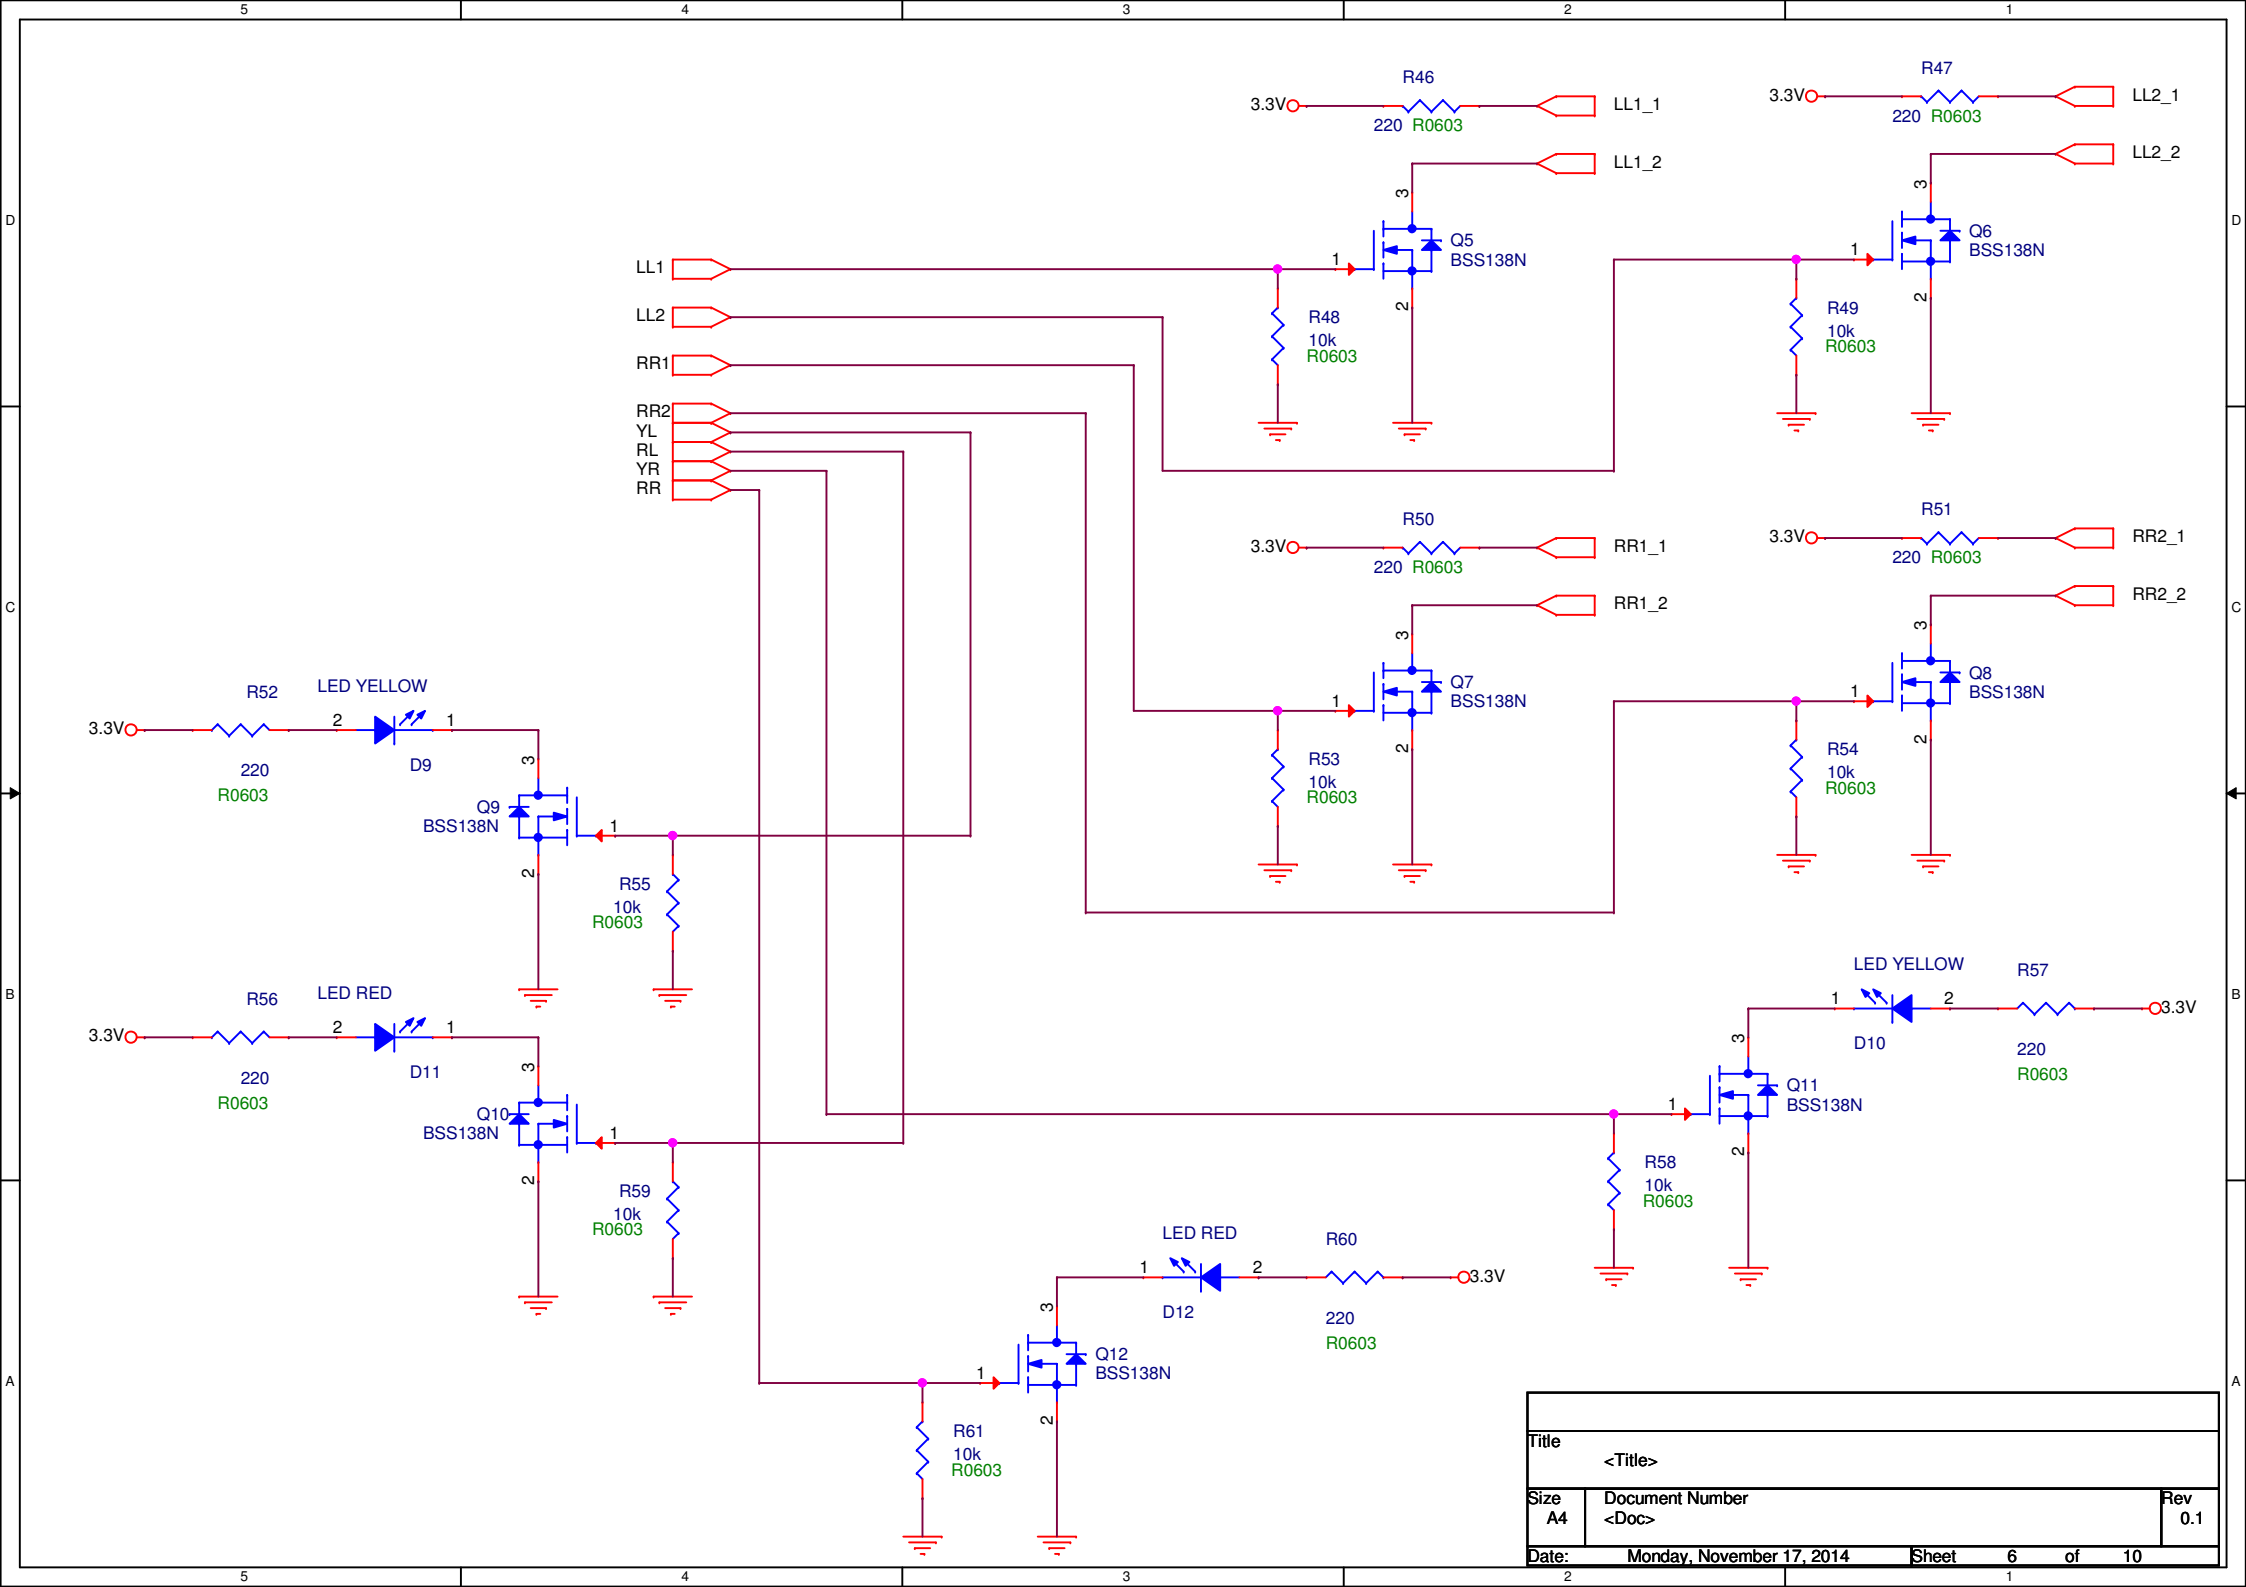 5 4 3 2 1
R46
3.3V
220 R0603
LL1_1
R47
3.3V
220 R0603
LL2_1
LL1_2
LL2_2
D
D
3
1
2
Q5
BSS138N
3
1
2
Q6
BSS138N
LL1
LL2
RR1
RR2
YL
RL
YR
RR
R48
10k
R0603
R49
10k
R0603
R50
3.3V
220 R0603
RR1_1
R51
3.3V
220 R0603
RR2_1
RR1_2
RR2_2
C
C
3
1
2
Q7
BSS138N
3
1
2
Q8
BSS138N
R53
10k
R0603
R54
10k
R0603
R52
LED YELLOW
3.3V
2
1
220
R0603
D9
3
Q9
BSS138N
1
2
R55
10k
R0603
B
B
R56
LED RED
3.3V
2
1
220
R0603
D11
3
Q10
BSS138N
1
2
R59
10k
R0603
LED YELLOW
R57
1
2
3.3V
D10
220
R0603
3
Q11
BSS138N
1
2
R58
10k
R0603
LED RED
R60
1
2
3.3V
D12
220
R0603
3
Q12
BSS138N
1
2
R61
10k
R0603
A
A
Title
<Title>
Size
A4
Document Number
<Doc>
Rev
0.1
Date: Monday, November 17, 2014 Sheet 6 of 10
5 4 3 2 1